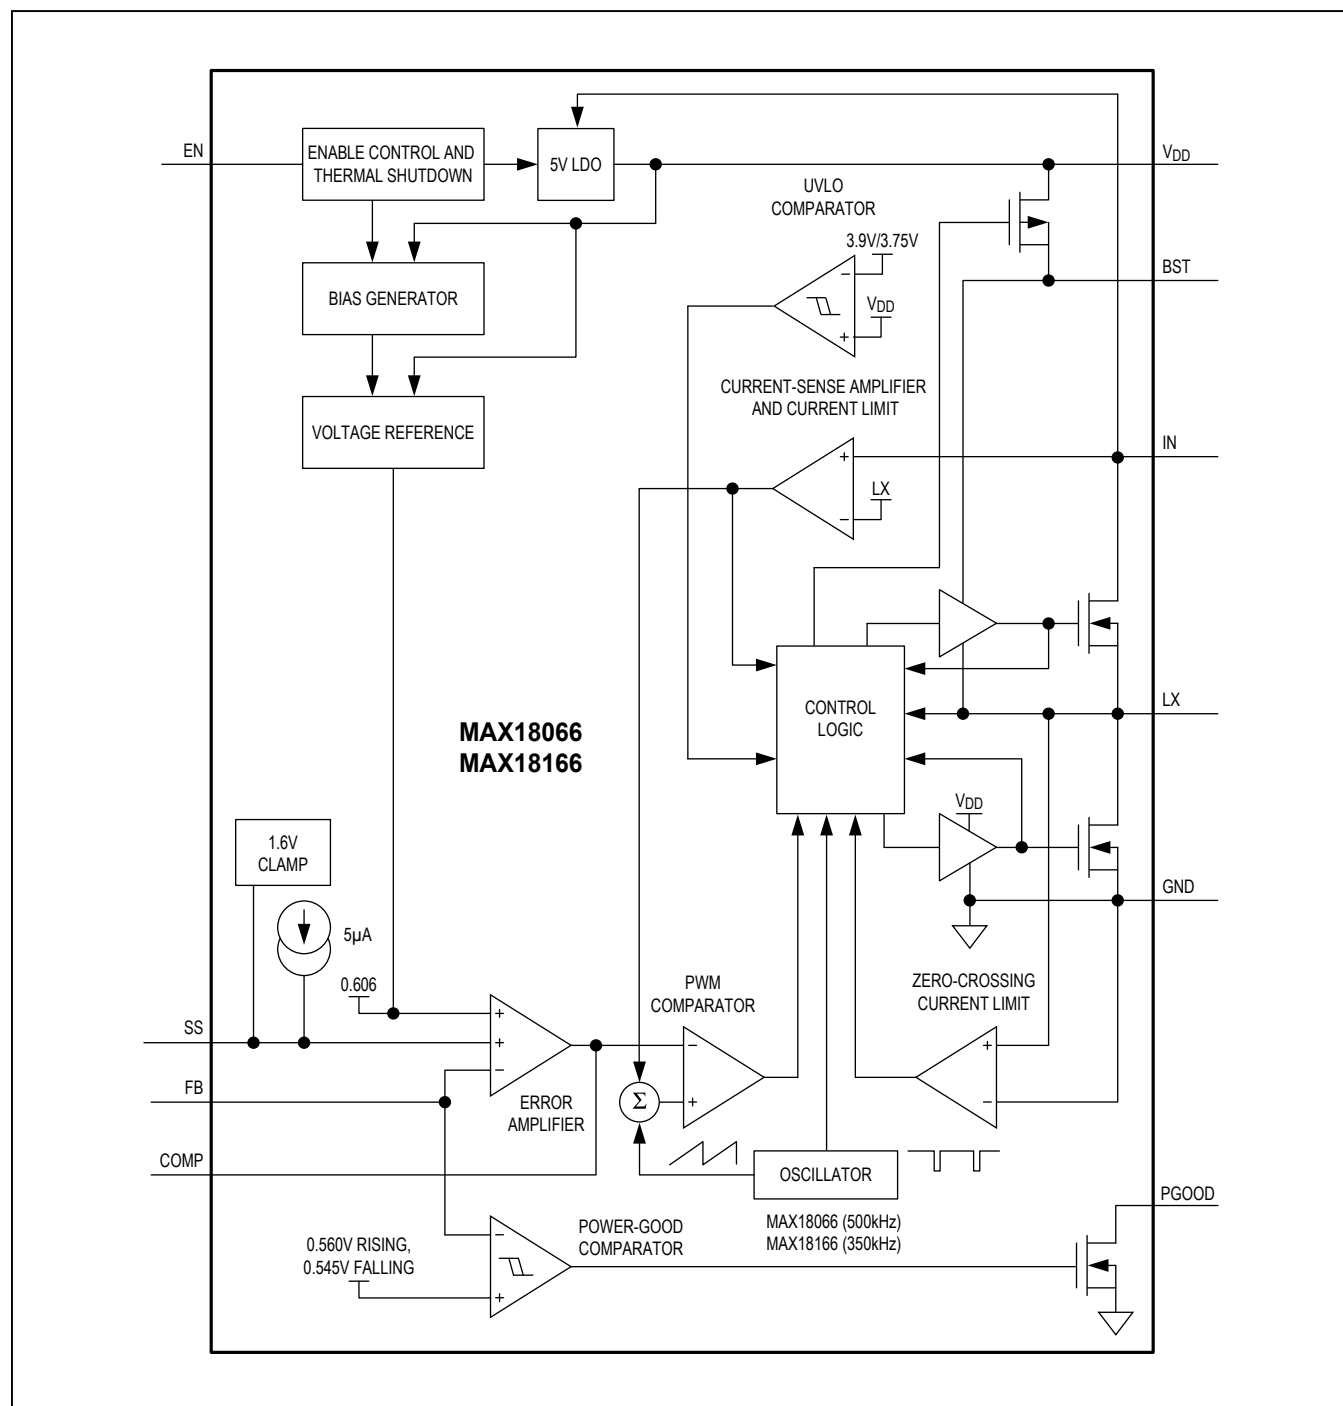 EN
ENABLE CONTROL AND
THERMAL SHUTDOWN
5V LDO
VDD
UVLO
COMPARATOR
3.9V/3.75V
BST
BIAS GENERATOR
−
VDD
+
CURRENT-SENSE AMPLIFIER
AND CURRENT LIMIT
VOLTAGE REFERENCE
+
IN
LX
−
CONTROL
LOGIC
LX
MAX18066
MAX18166
VDD
1.6V
CLAMP
GND
5µA
0.606
PWM
COMPARATOR
ZERO-CROSSING
CURRENT LIMIT
SS
+
+
−
−
+
FB
ERROR
AMPLIFIER
Σ
+
−
COMP
OSCILLATOR
PGOOD
MAX18066 (500kHz)
MAX18166 (350kHz)
POWER-GOOD
COMPARATOR
0.560V RISING,
0.545V FALLING
−
+